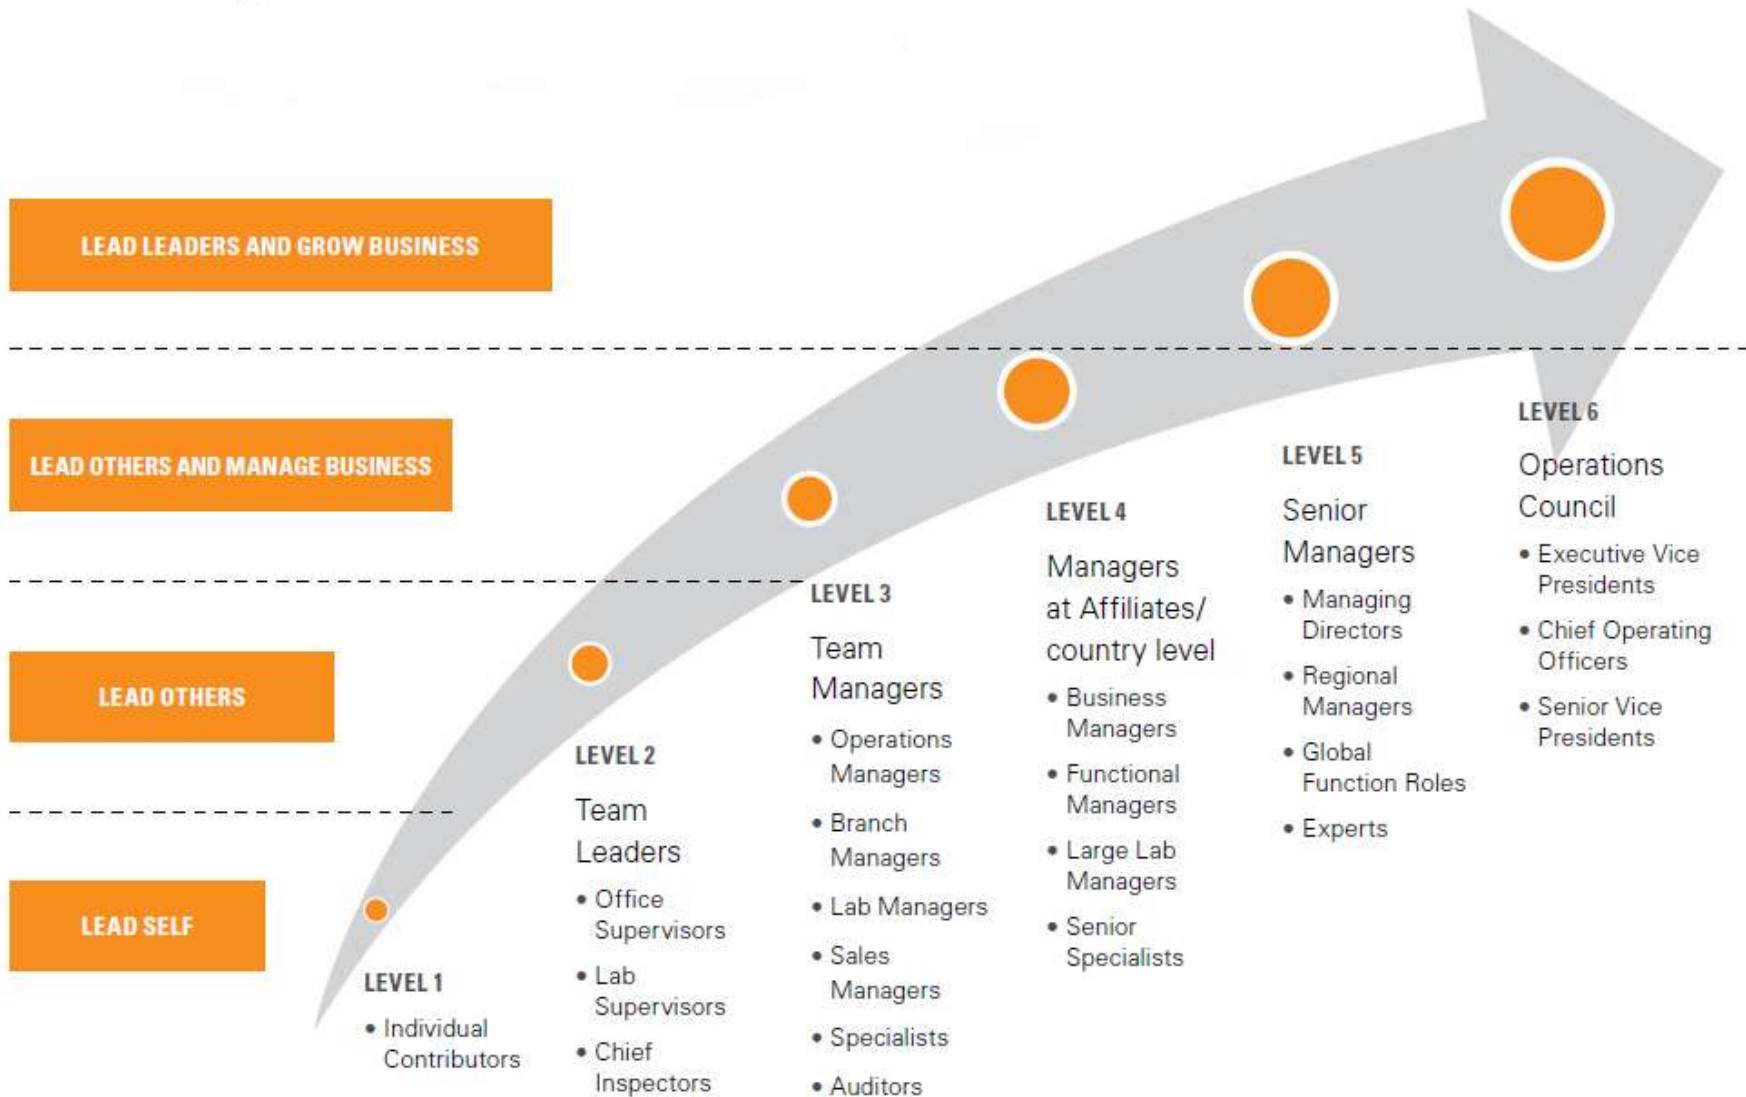 LEAD LEADERS AND GROW BUSINESS
LEAD OTHERS AND MANAGE BUSINESS
LEAD OTHERS
LEAD SELF
LEVEL 1
• Individual
Contributors
LEVEL 2
Team
Leaders
• Office
Supervisors
• Lab
Supervisors
• Chief
Inspectors
LEVEL 3
Team
Managers
• Operations
Managers
• Branch
Managers
• Lab Managers
• Sales
Managers
• Specialists
• Auditors
LEVEL 4
Managers
at Affiliates/
country level
• Business
Managers
• Functional
Managers
• Large Lab
Managers
• Senior
Specialists
LEVEL 5
Senior
Managers
• Managing
Directors
• Regional
Managers
• Global
Function Roles
• Experts
LEVEL 6
Operations
Council
• Executive Vice
Presidents
• Chief Operating
Officers
• Senior Vice
Presidents